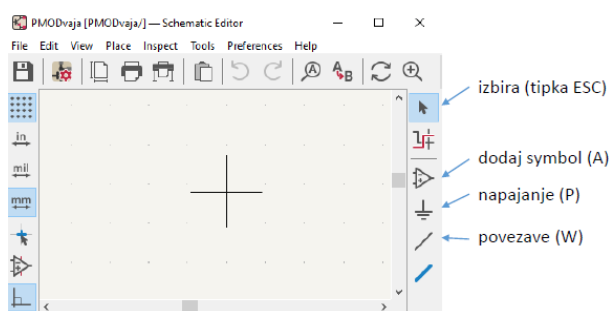 PMODvaja [PMODvaja/] — Schematic Editor
File Edit View Place Inspect Tools Preferences Help
A
A B
in
mil
mm
izbira (tipka ESC)
dodaj symbol (A)
napajanje (P)
povezave (W)